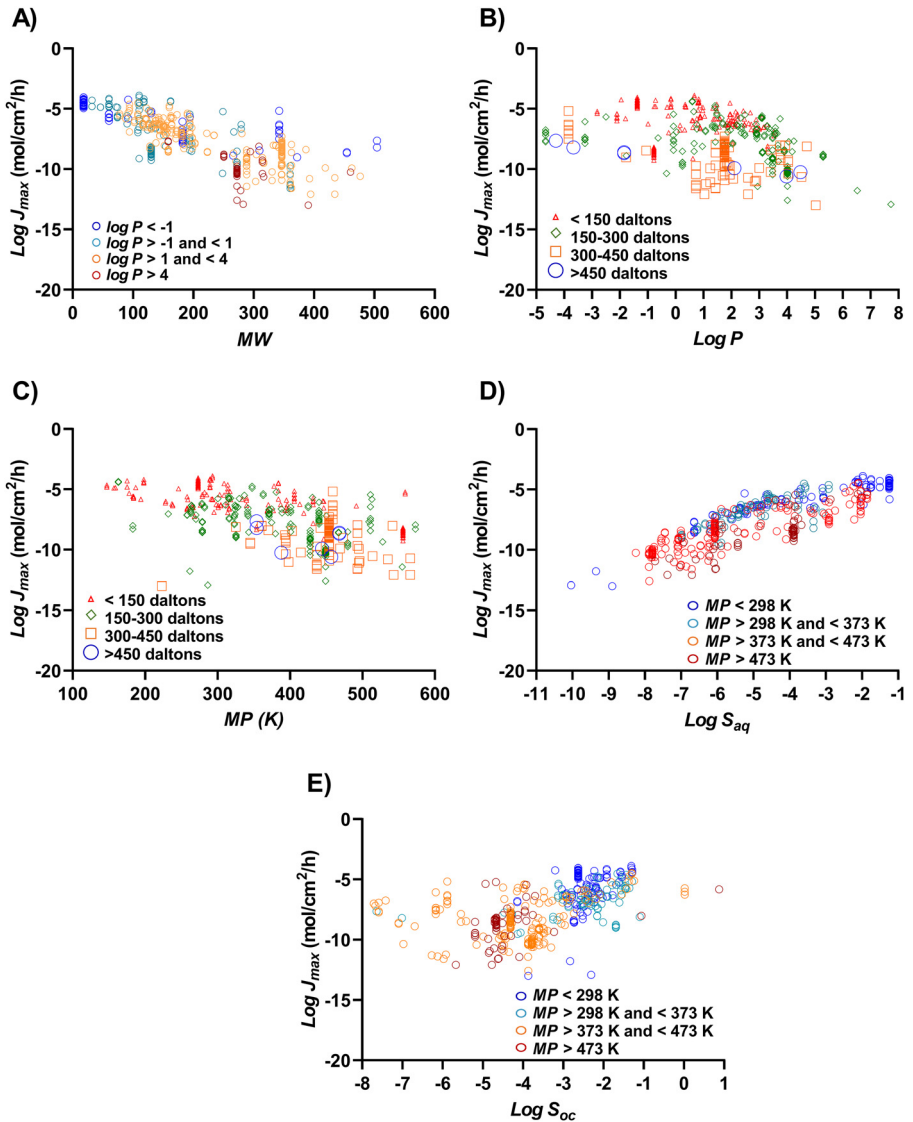 A)
0
-5
-10
-15
-20
Log Jmax (mol/cm²/h)
log P < -1
log P > -1 and < 1
log P > 1 and < 4
log P > 4
0 100 200 300 400 500 600
MW
B)
0
-5
-10
-15
-20
Log Jmax (mol/cm²/h)
< 150 daltons
150-300 daltons
300-450 daltons
>450 daltons
-5 -4 -3 -2 -1 0 1 2 3 4 5 6 7 8
Log P
C)
0
-5
-10
-15
-20
Log Jmax (mol/cm²/h)
< 150 daltons
150-300 daltons
300-450 daltons
>450 daltons
100 200 300 400 500 600
MP (K)
D)
0
-5
-10
-15
-20
Log Jmax (mol/cm²/h)
MP < 298 K
MP > 298 K and < 373 K
MP > 373 K and < 473 K
MP > 473 K
-11 -10 -9 -8 -7 -6 -5 -4 -3 -2 -1
Log Saq
E)
0
-5
-10
-15
-20
Log Jmax (mol/cm²/h)
MP < 298 K
MP > 298 K and < 373 K
MP > 373 K and < 473 K
MP > 473 K
-8 -7 -6 -5 -4 -3 -2 -1 0 1
Log Soc